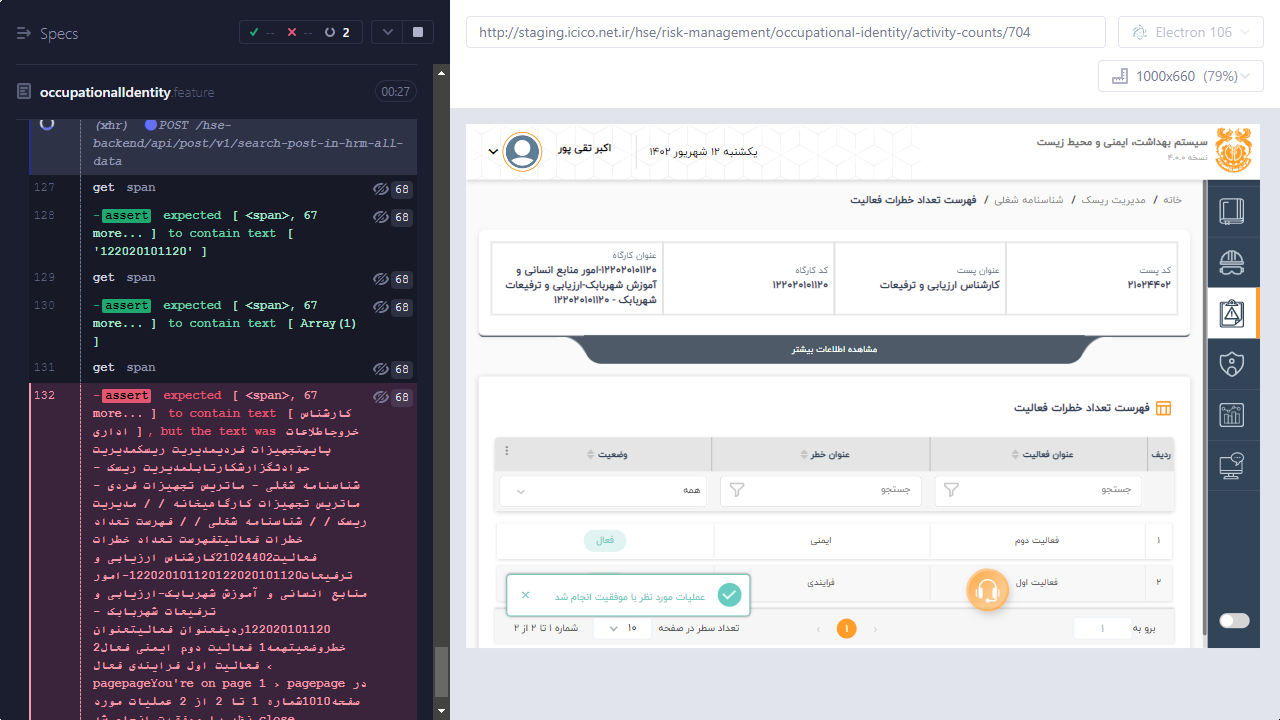 Specs
-- -- 2
occupationalIdentity.feature
00:27
(xhr) POST /hse-
backend/api/post/v1/search-post-in-hrm-all-
data
127 get span 68
128 -assert expected [ <span>, 67 68
more... ] to contain text [
'122020101120' ]
129 get span 68
130 -assert expected [ <span>, 67 68
more... ] to contain text [ Array(1)
]
131 get span 68
132 -assert expected [ <span>, 67 68
more... ] to contain text [ کارشناس
اداری ], but the text was خروجاطلاعات
پایهتجهیزات فردیمدیریت ریسکمدیریت
حوادثگزارشکارتابلمدیریت ریسک -
شناسنامه شغلی - ماتریس تجهیزات فردی -
ماتریس تجهیزات کارگاهیخانه / / مدیریت
ریسک / / شناسنامه شغلی / / فهرست تعداد
خطرات فعالیتفهرست تعداد خطرات
فعالیت21024402کارشناس ارزیابی و
ترفیعات122020101120122020101120-امور
منابع انسانی و آموزش شهربابک-ارزیابی و
ترفیعات شهربابک -
122020101120ردیفعنوان فعالیتعنوان
خطروضعیتهمه1 فعالیت دوم ایمنی فعال2
فعالیت اول فرایندی فعال ‹
pagepageYou're on page 1 › pagepage در
صفحه1010شماره 1 تا 2 از 2 عملیات مورد
نظر با موفقیت انجام شد close
http://staging.icico.net.ir/hse/risk-management/occupational-identity/activity-counts/704
Electron 106
1000x660 (79%)
سیستم بهداشت، ایمنی و محیط زیست
نسخه ۴.۰.۰
یکشنبه ۱۲ شهریور ۱۴۰۲
اکبر تقی پور
خانه / مدیریت ریسک / شناسنامه شغلی / فهرست تعداد خطرات فعالیت
کد پست
۲۱۰۲۴۴۰۲
عنوان پست
کارشناس ارزیابی و ترفیعات
کد کارگاه
۱۲۲۰۲۰۱۰۱۱۲۰
عنوان کارگاه
۱۲۲۰۲۰۱۰۱۱۲۰-امور منابع انسانی و
آموزش شهربابک-ارزیابی و ترفیعات
شهربابک - ۱۲۲۰۲۰۱۰۱۱۲۰
مشاهده اطلاعات بیشتر
فهرست تعداد خطرات فعالیت
ردیف عنوان فعالیت عنوان خطر وضعیت
جستجو جستجو همه
۱ فعالیت دوم ایمنی فعال
۲ فعالیت اول فرایندی
عملیات مورد نظر با موفقیت انجام شد
برو به ۱ ۱ تعداد سطر در صفحه ۱۰ شماره ۱ تا ۲ از ۲